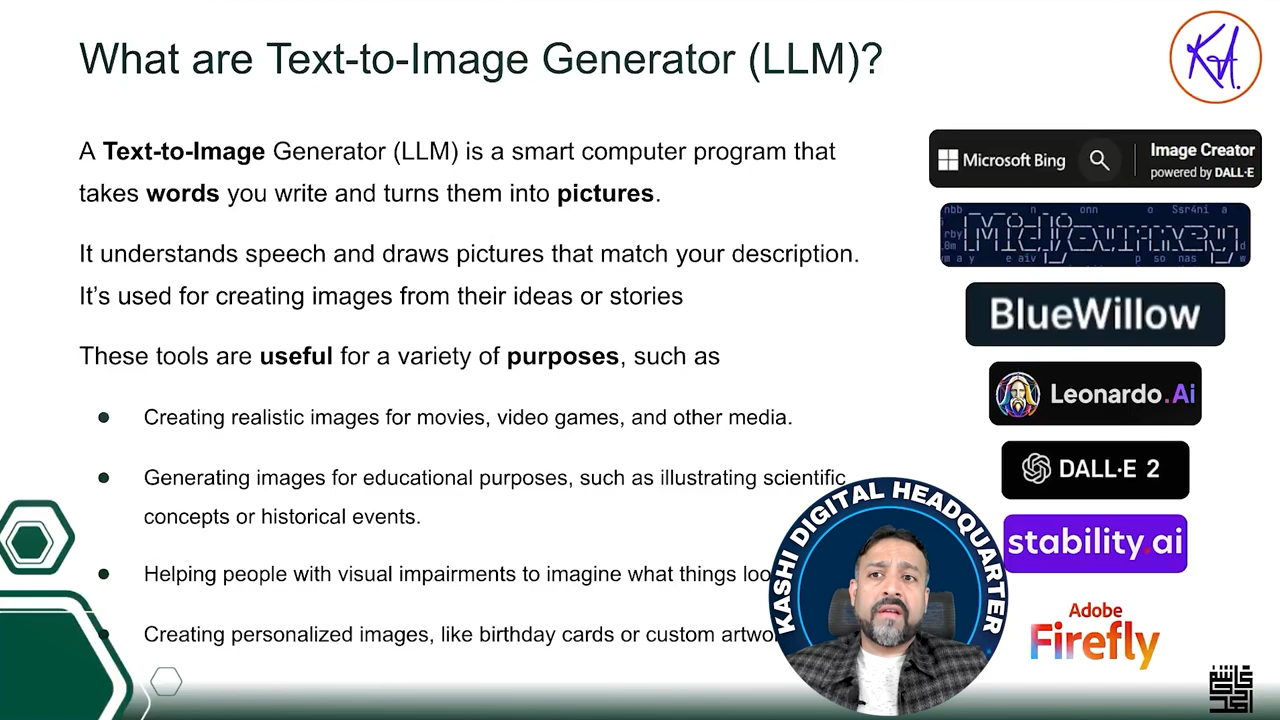 What are Text-to-Image Generator (LLM)?
KA.
A Text-to-Image Generator (LLM) is a smart computer program that
takes words you write and turns them into pictures.
It understands speech and draws pictures that match your description.
It’s used for creating images from their ideas or stories
These tools are useful for a variety of purposes, such as
● Creating realistic images for movies, video games, and other media.
● Generating images for educational purposes, such as illustrating scientific
concepts or historical events.
● Helping people with visual impairments to imagine what things
● Creating personalized images, like birthday cards or custom
Microsoft Bing
Image Creator
powered by DALL·E
Midjourney
BlueWillow
Leonardo.Ai
DALL·E 2
stability.ai
Adobe
Firefly
KASHI DIGITAL HEADQUARTER